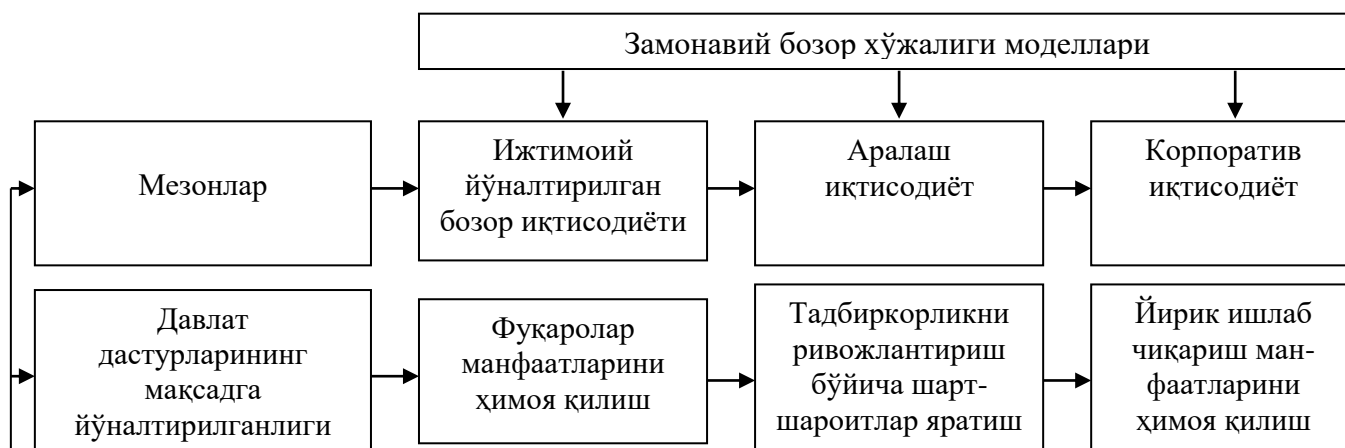 Замонавий бозор хўжалиги моделлари
Мезонлар
Ижтимоий
йўналтирилган
бозор иқтисодиёти
Аралаш
иқтисодиёт
Корпоратив
иқтисодиёт
Давлат
дастурларининг
мақсадга
йўналтирилганлиги
Фуқаролар
манфаатларини
ҳимоя қилиш
Тадбиркорликни
ривожлантириш
бўйича шарт-
шароитлар яратиш
Йирик ишлаб
чиқариш ман-
фаатларини
ҳимоя қилиш